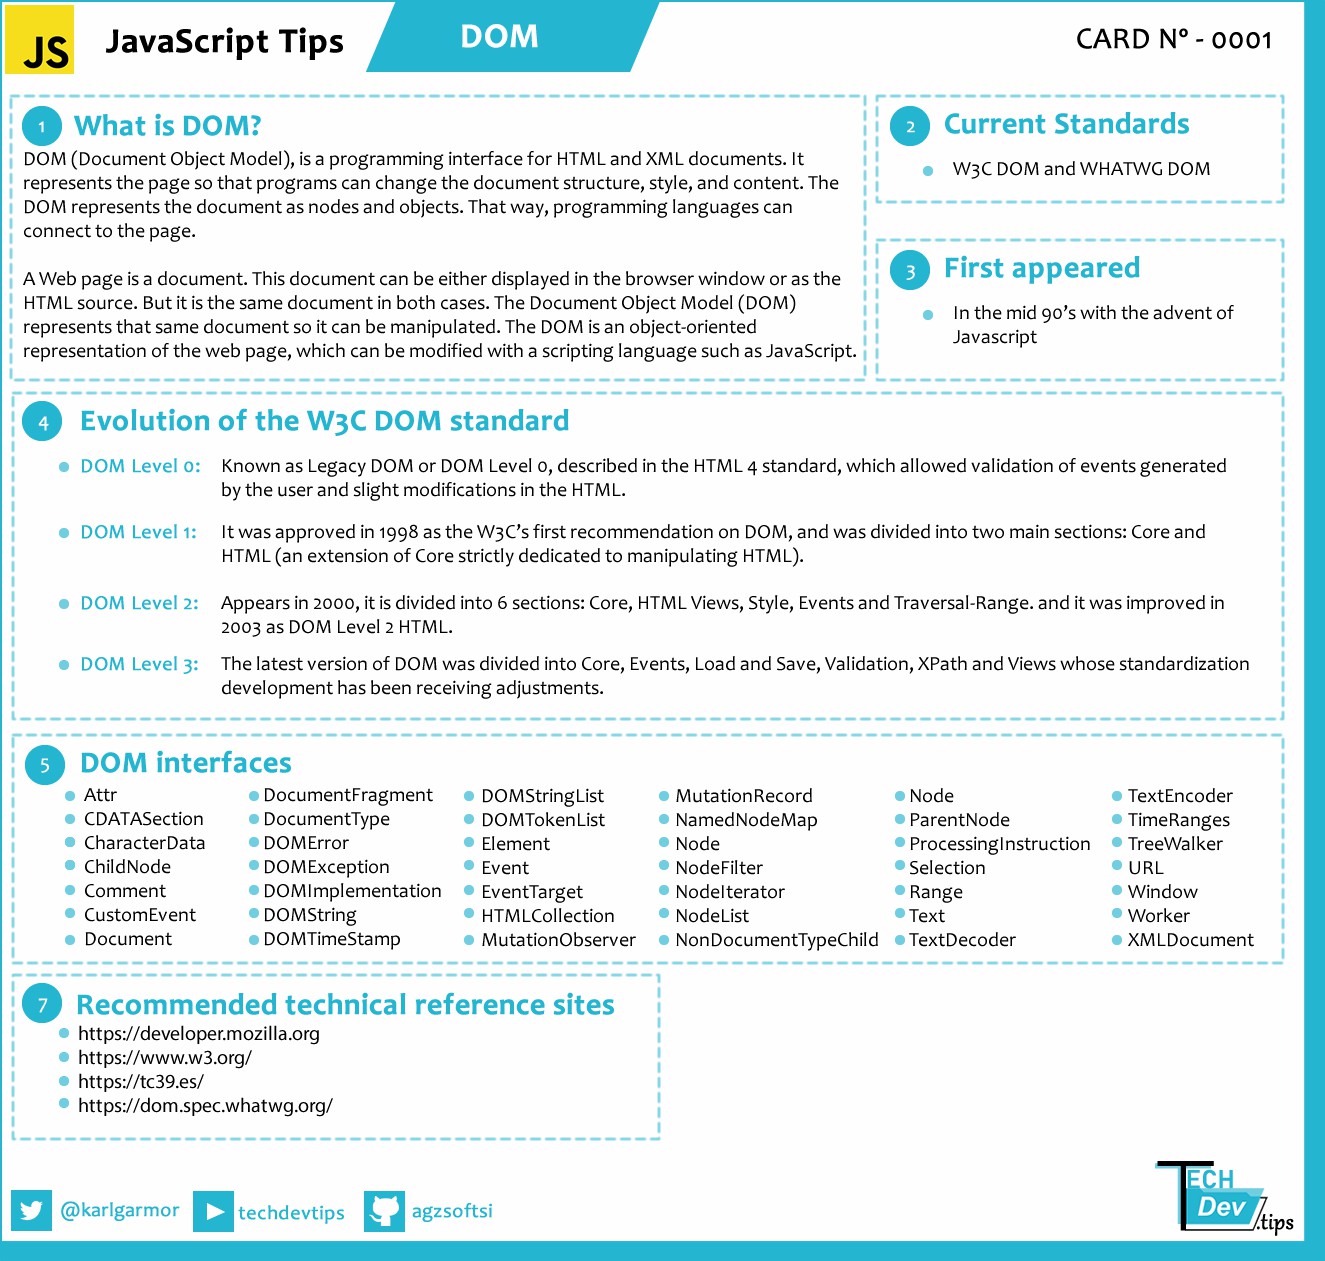 JS
JavaScript Tips
DOM
CARD Nº - 0001
1
What is DOM?
DOM (Document Object Model), is a programming interface for HTML and XML documents. It
represents the page so that programs can change the document structure, style, and content. The
DOM represents the document as nodes and objects. That way, programming languages can
connect to the page.
A Web page is a document. This document can be either displayed in the browser window or as the
HTML source. But it is the same document in both cases. The Document Object Model (DOM)
represents that same document so it can be manipulated. The DOM is an object-oriented
representation of the web page, which can be modified with a scripting language such as JavaScript.
2
Current Standards
W3C DOM and WHATWG DOM
3
First appeared
In the mid 90's with the advent of
Javascript
4
Evolution of the W3C DOM standard
DOM Level 0: Known as Legacy DOM or DOM Level 0, described in the HTML 4 standard, which allowed validation of events generated
by the user and slight modifications in the HTML.
DOM Level 1: It was approved in 1998 as the W3C's first recommendation on DOM, and was divided into two main sections: Core and
HTML (an extension of Core strictly dedicated to manipulating HTML).
DOM Level 2: Appears in 2000, it is divided into 6 sections: Core, HTML Views, Style, Events and Traversal-Range. and it was improved in
2003 as DOM Level 2 HTML.
DOM Level 3: The latest version of DOM was divided into Core, Events, Load and Save, Validation, XPath and Views whose standardization
development has been receiving adjustments.
5
DOM interfaces
Attr
CDATASection
CharacterData
ChildNode
Comment
CustomEvent
Document
DocumentFragment
DocumentType
DOMError
DOMException
DOMImplementation
DOMString
DOMTimeStamp
DOMStringList
DOMTokenList
Element
Event
EventTarget
HTMLCollection
MutationObserver
MutationRecord
NamedNodeMap
Node
NodeFilter
NodeIterator
NodeList
NonDocumentTypeChild
Node
ParentNode
ProcessingInstruction
Selection
Range
Text
TextDecoder
TextEncoder
TimeRanges
TreeWalker
URL
Window
Worker
XMLDocument
7
Recommended technical reference sites
https://developer.mozilla.org
https://www.w3.org/
https://tc39.es/
https://dom.spec.whatwg.org/
@karlgarmor
techdevtips
agzsoftsi
TECH
Dev
.tips